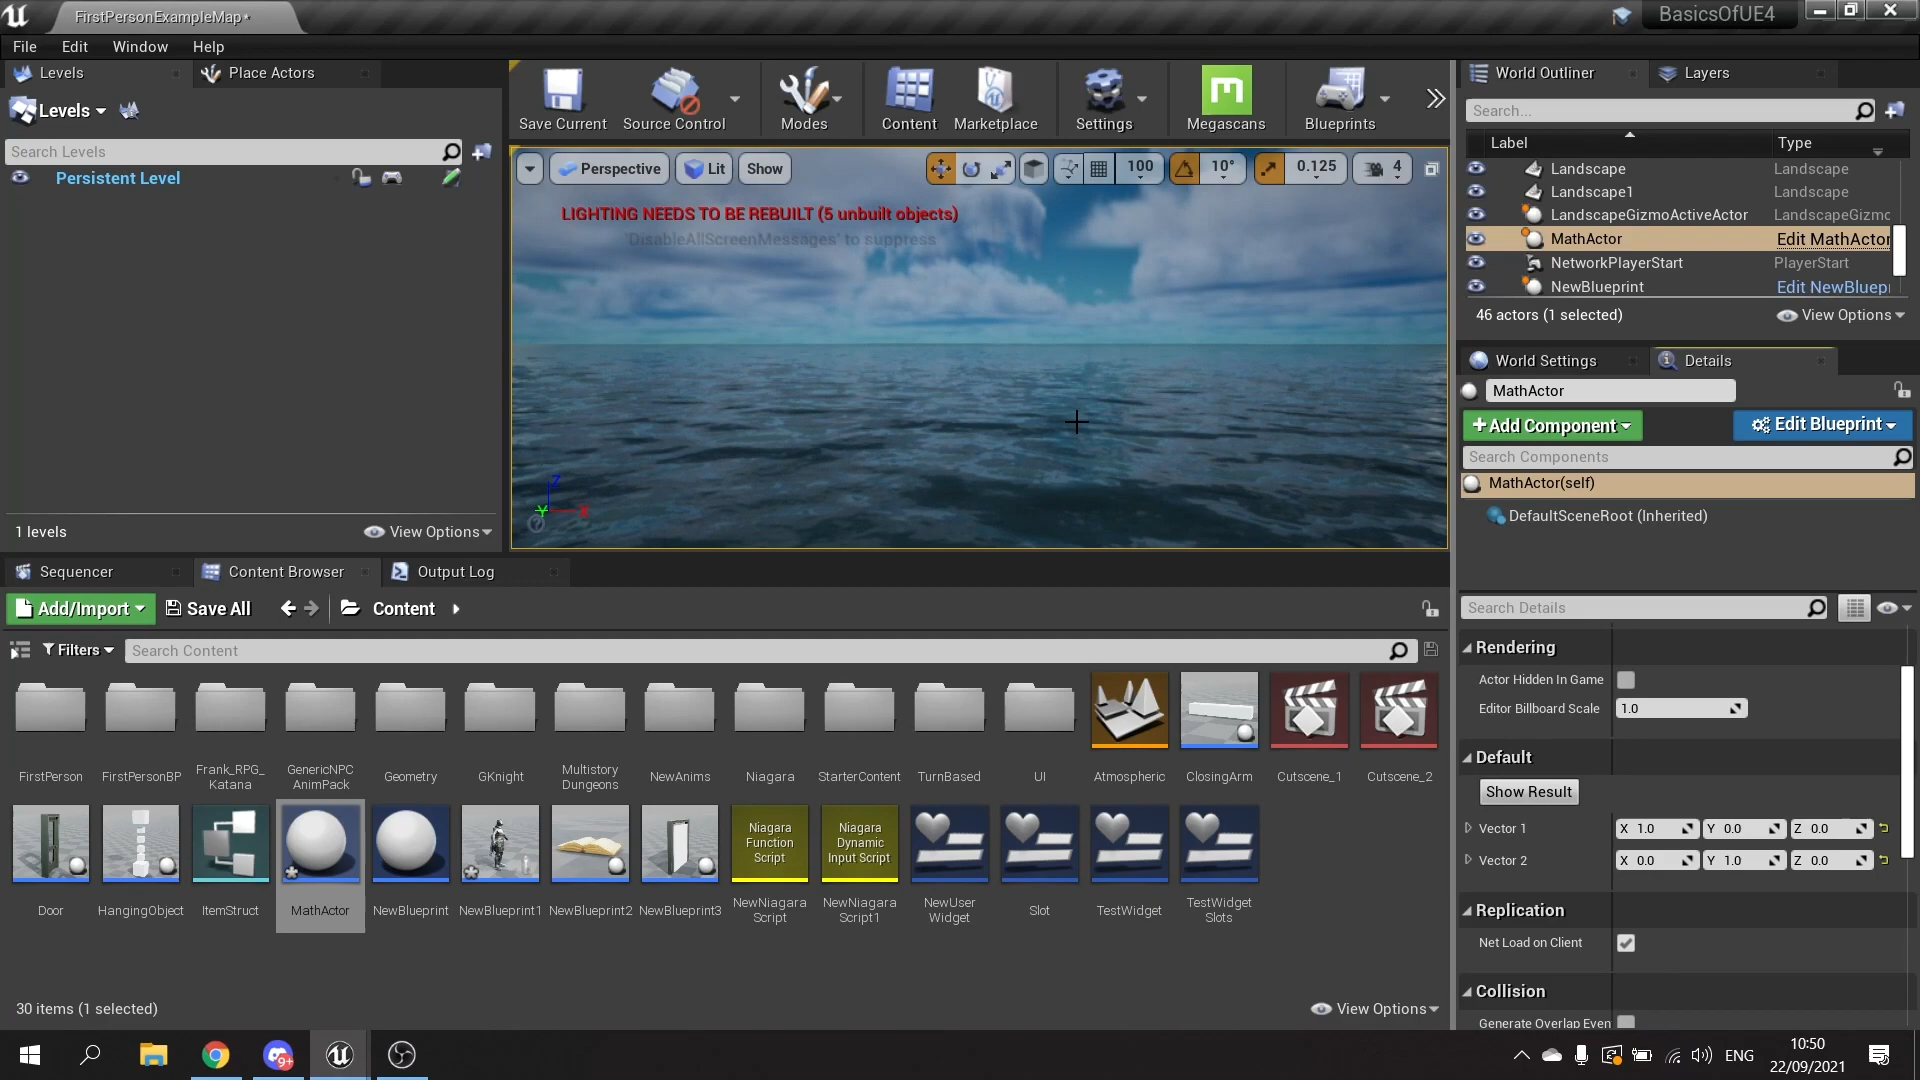 FirstPersonExampleMap*
BasicsOfUE4
File Edit Window Help
Levels
Place Actors
Levels
Search Levels
Persistent Level
1 levels
View Options
Save Current
Source Control
Modes
Content
Marketplace
Settings
Megascans
Blueprints
Perspective
Lit
Show
100
10°
0.125
4
LIGHTING NEEDS TO BE REBUILT (5 unbuilt objects)
'DisableAllScreenMessages' to suppress
Z
Y
X
World Outliner
Layers
Search...
Label Type
Landscape Landscape
Landscape1 Landscape
LandscapeGizmoActiveActor LandscapeGizmo
MathActor Edit MathActor
NetworkPlayerStart PlayerStart
NewBlueprint Edit NewBluep
46 actors (1 selected)
View Options
World Settings
Details
MathActor
+Add Component
Edit Blueprint
Search Components
MathActor(self)
DefaultSceneRoot (Inherited)
Search Details
Rendering
Actor Hidden In Game
Editor Billboard Scale 1.0
Default
Show Result
Vector 1 X 1.0 Y 0.0 Z 0.0
Vector 2 X 0.0 Y 1.0 Z 0.0
Replication
Net Load on Client
Collision
Generate Overlap Even
Sequencer
Content Browser
Output Log
Add/Import
Save All
Content
Filters
Search Content
FirstPerson
FirstPersonBP
Frank_RPG_
Katana
GenericNPC
AnimPack
Geometry
GKnight
Multistory
Dungeons
NewAnims
Niagara
StarterContent
TurnBased
UI
Atmospheric
ClosingArm
Cutscene_1
Cutscene_2
Niagara
Function
Script
Niagara
Dynamic
Input Script
Door
HangingObject
ItemStruct
MathActor
NewBlueprint
NewBlueprint1
NewBlueprint2
NewBlueprint3
NewNiagara
Script
NewNiagara
Script1
NewUser
Widget
Slot
TestWidget
TestWidget
Slots
30 items (1 selected)
View Options
9+
ENG
10:50
22/09/2021